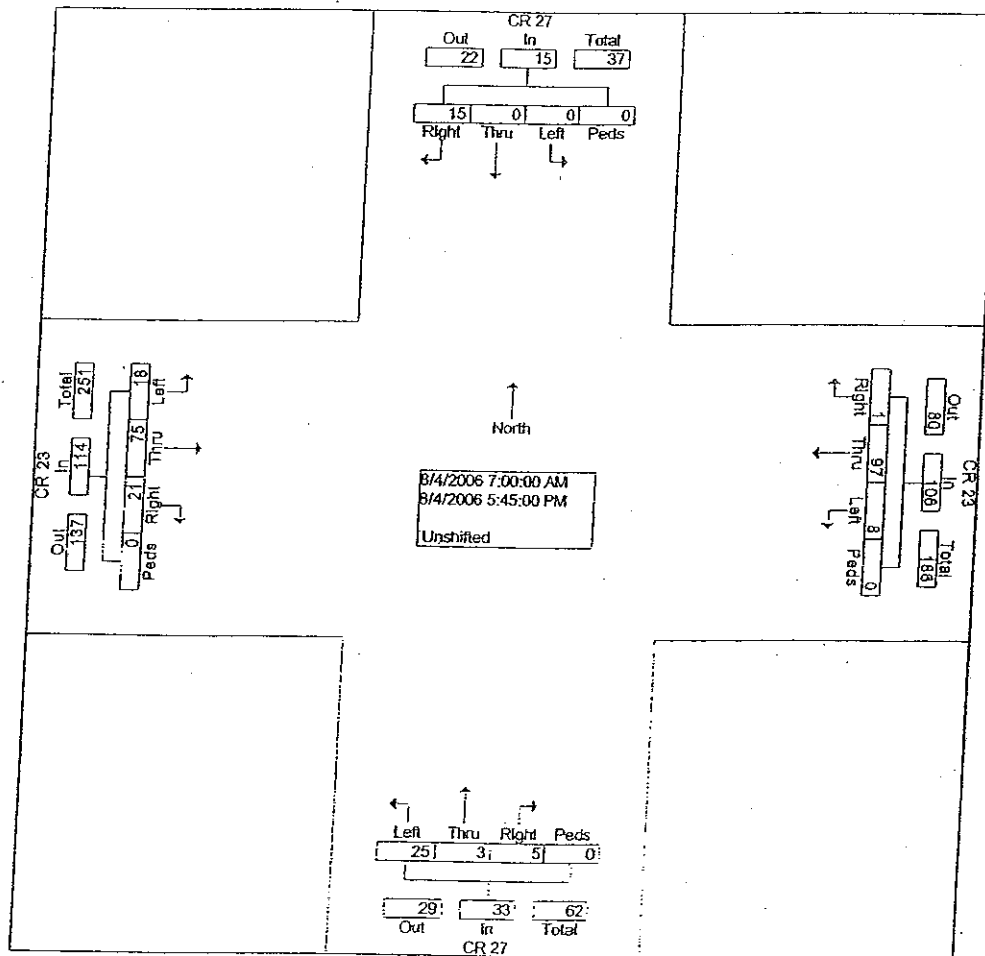 CR 27
Out In Total
22 15 37
15 0 0 0
Right Thru Left Peds
CR 23
Total In Out
251 114 137
18 75 21 0
Left Thru Right Peds
North
8/4/2006 7:00:00 AM
8/4/2006 5:45:00 PM
Unshifted
Right Thru Left Peds
1 97 8 0
Out In Total
80 106 188
CR 23
Left Thru Right Peds
25 3 5 0
29 33 62
Out In Total
CR 27